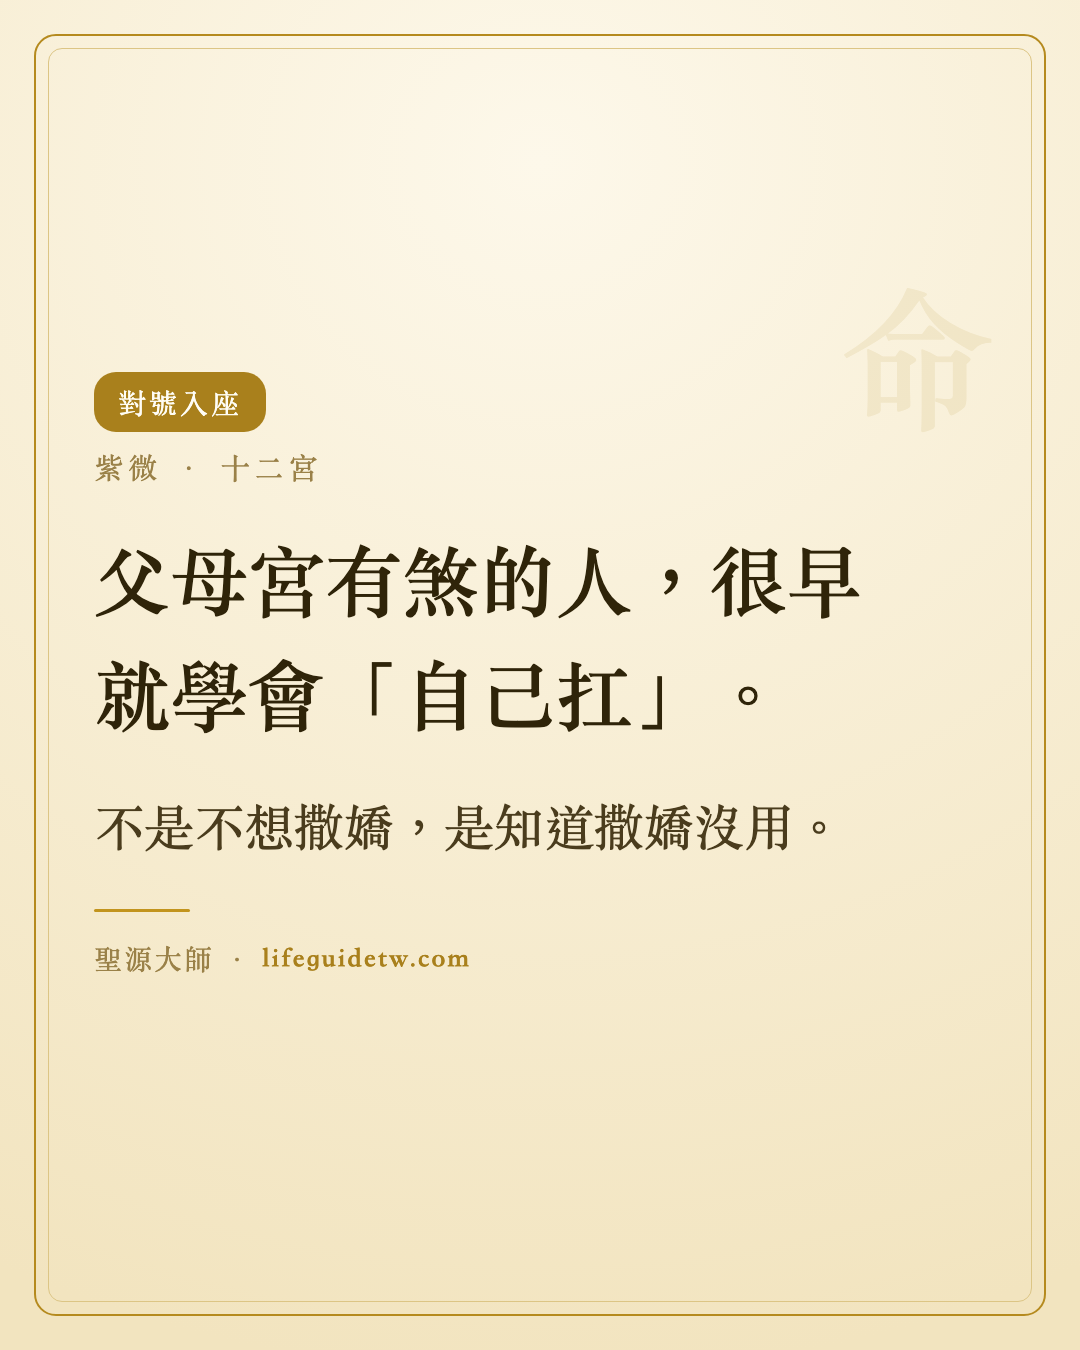 命
對號入座
紫微 · 十二宮
父母宮有煞的人，很早
就學會「自己扛」。
不是不想撒嬌，是知道撒嬌沒用。
聖源大師 · lifeguidetw.com